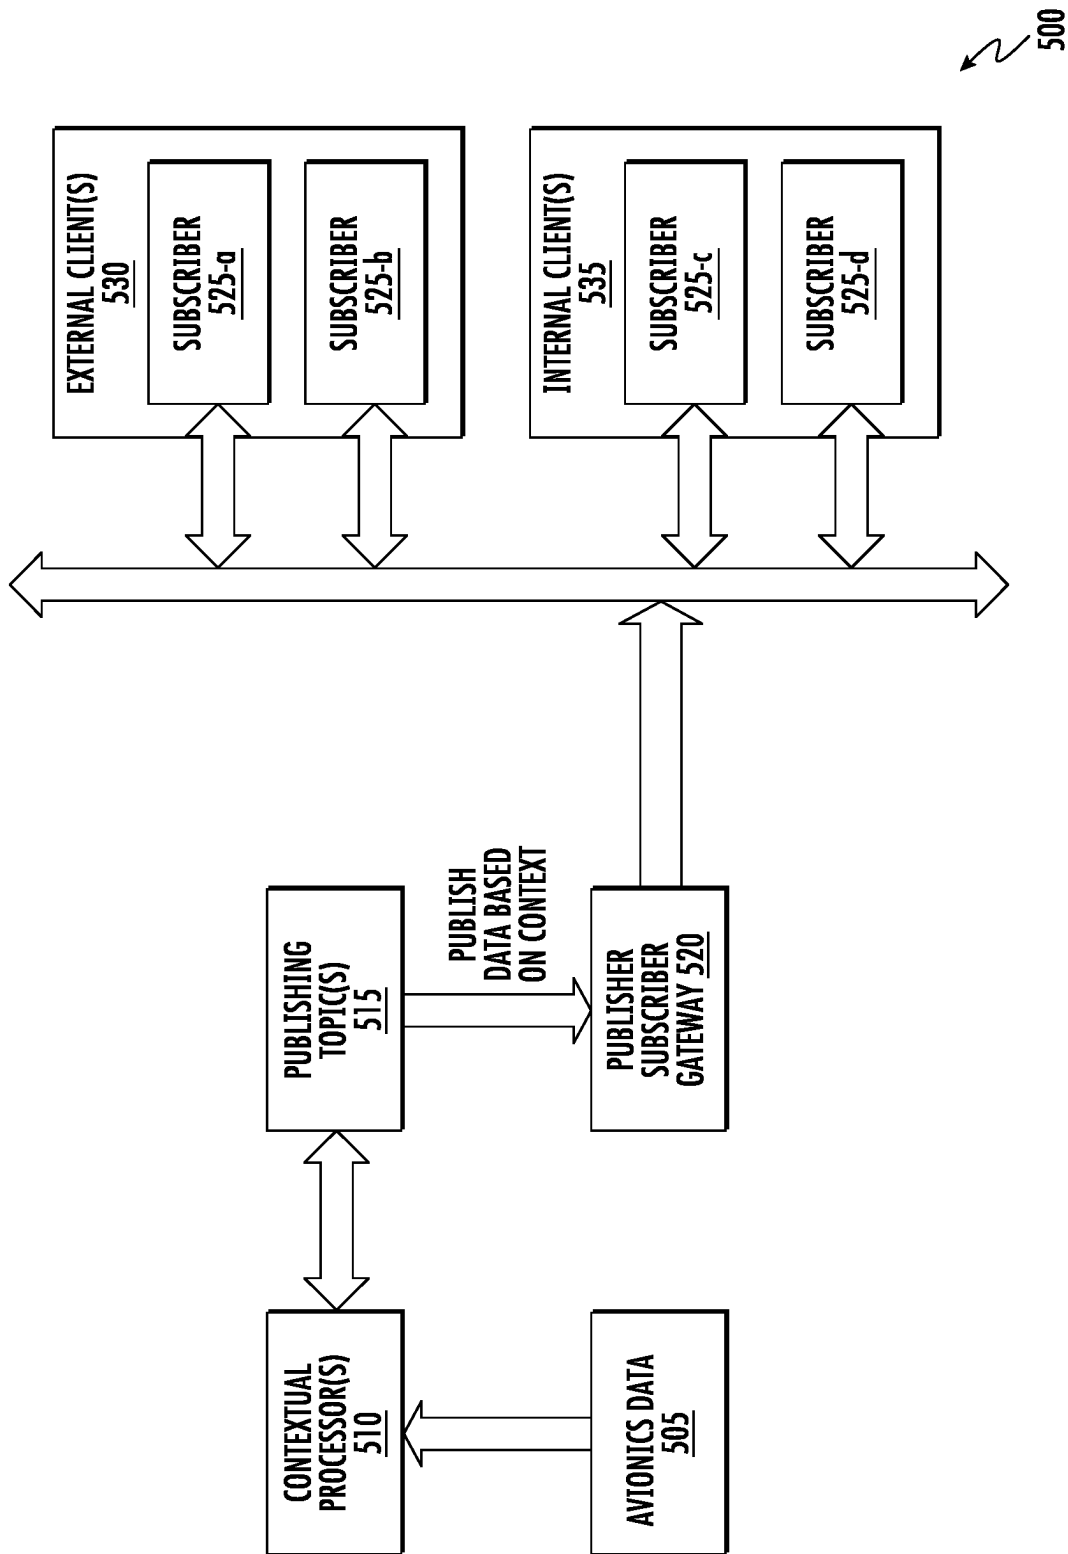 500
EXTERNAL CLIENT(S)
530
SUBSCRIBER
525-a
SUBSCRIBER
525-b
INTERNAL CLIENT(S)
535
SUBSCRIBER
525-c
SUBSCRIBER
525-d
CONTEXTUAL
PROCESSOR(S)
510
PUBLISHING
TOPIC(S)
515
PUBLISH
DATA BASED
ON CONTEXT
AVIONICS DATA
505
PUBLISHER
SUBSCRIBER
GATEWAY 520